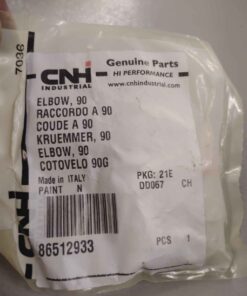 7036
CNH
INDUSTRIAL
Genuine Parts
HI PERFORMANCE
www.cnhindustrial.com
ELBOW, 90
RACCORDO A 90
COUDE A 90
KRUEMMER, 90
ELBOW, 90
COTOVELO 90G
Made in ITALY
PKG: 21E
PAINT N
DD067 CH
86512933
PCS 1